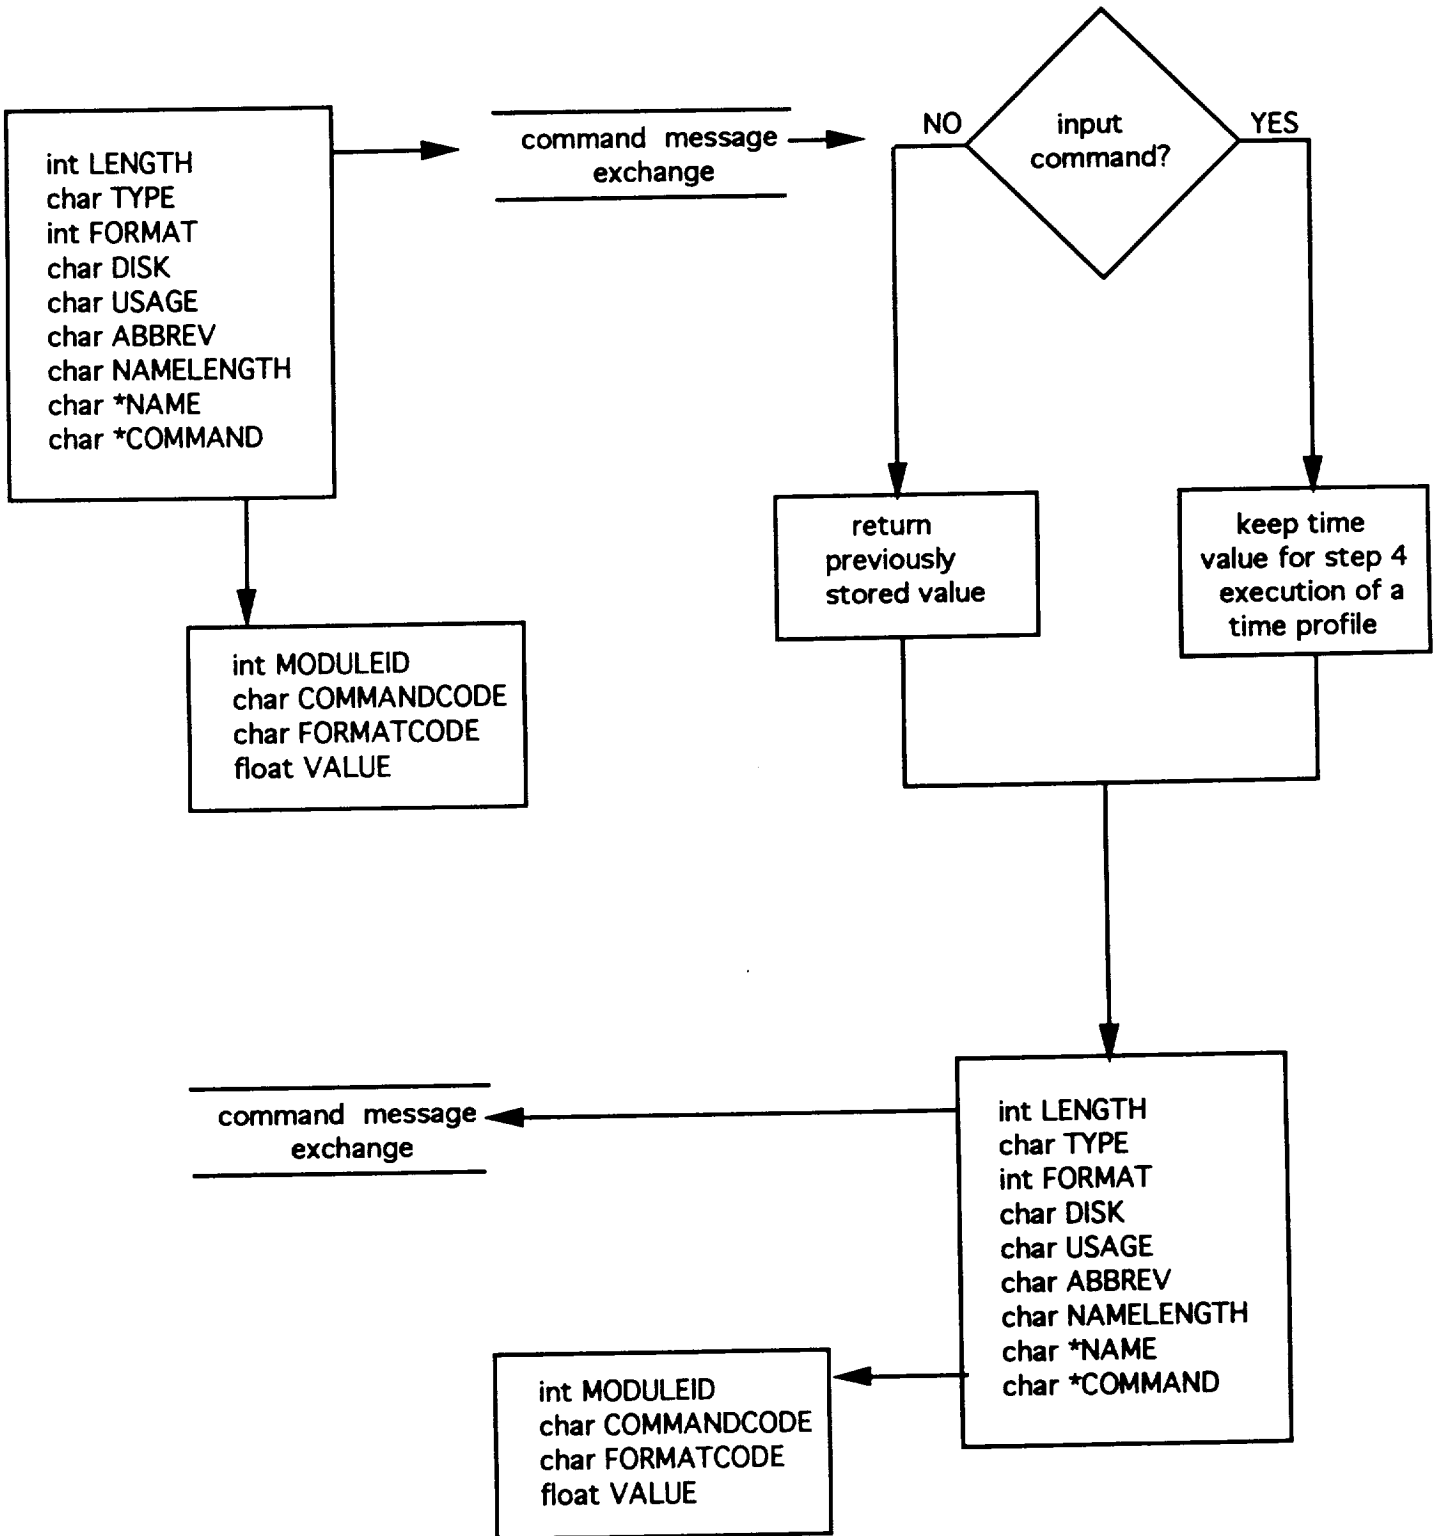 int LENGTH
char TYPE
int FORMAT
char DISK
char USAGE
char ABBREV
char NAMELENGTH
char *NAME
char *COMMAND
command message
exchange
NO
input
command?
YES
return
previously
stored value
keep time
value for step 4
execution of a
time profile
int MODULEID
char COMMANDCODE
char FORMATCODE
float VALUE
command message
exchange
int LENGTH
char TYPE
int FORMAT
char DISK
char USAGE
char ABBREV
char NAMELENGTH
char *NAME
char *COMMAND
int MODULEID
char COMMANDCODE
char FORMATCODE
float VALUE